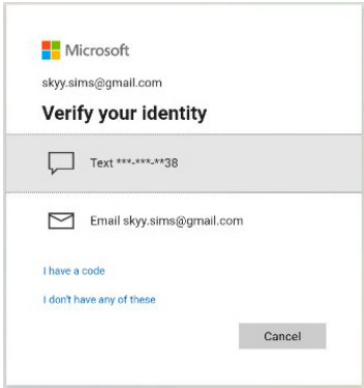 Microsoft
skyy.sims@gmail.com
Verify your identity
Text ***-***-**38
Email skyy.sims@gmail.com
I have a code
I don't have any of these
Cancel